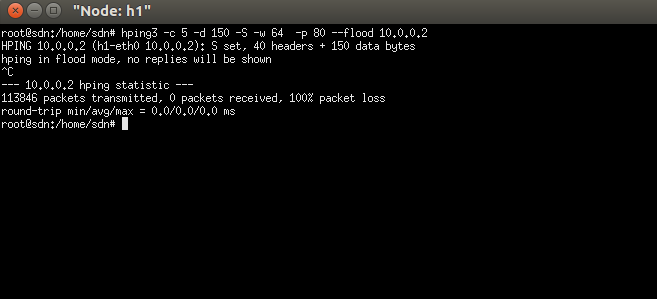 "Node: h1"
root@sdn:/home/sdn# hping3 -c 5 -d 150 -S -w 64  -p 80 --flood 10.0.0.2
HPING 10.0.0.2 (h1-eth0 10.0.0.2): S set, 40 headers + 150 data bytes
hping in flood mode, no replies will be shown
^C
--- 10.0.0.2 hping statistic ---
113846 packets transmitted, 0 packets received, 100% packet loss
round-trip min/avg/max = 0.0/0.0/0.0 ms
root@sdn:/home/sdn#